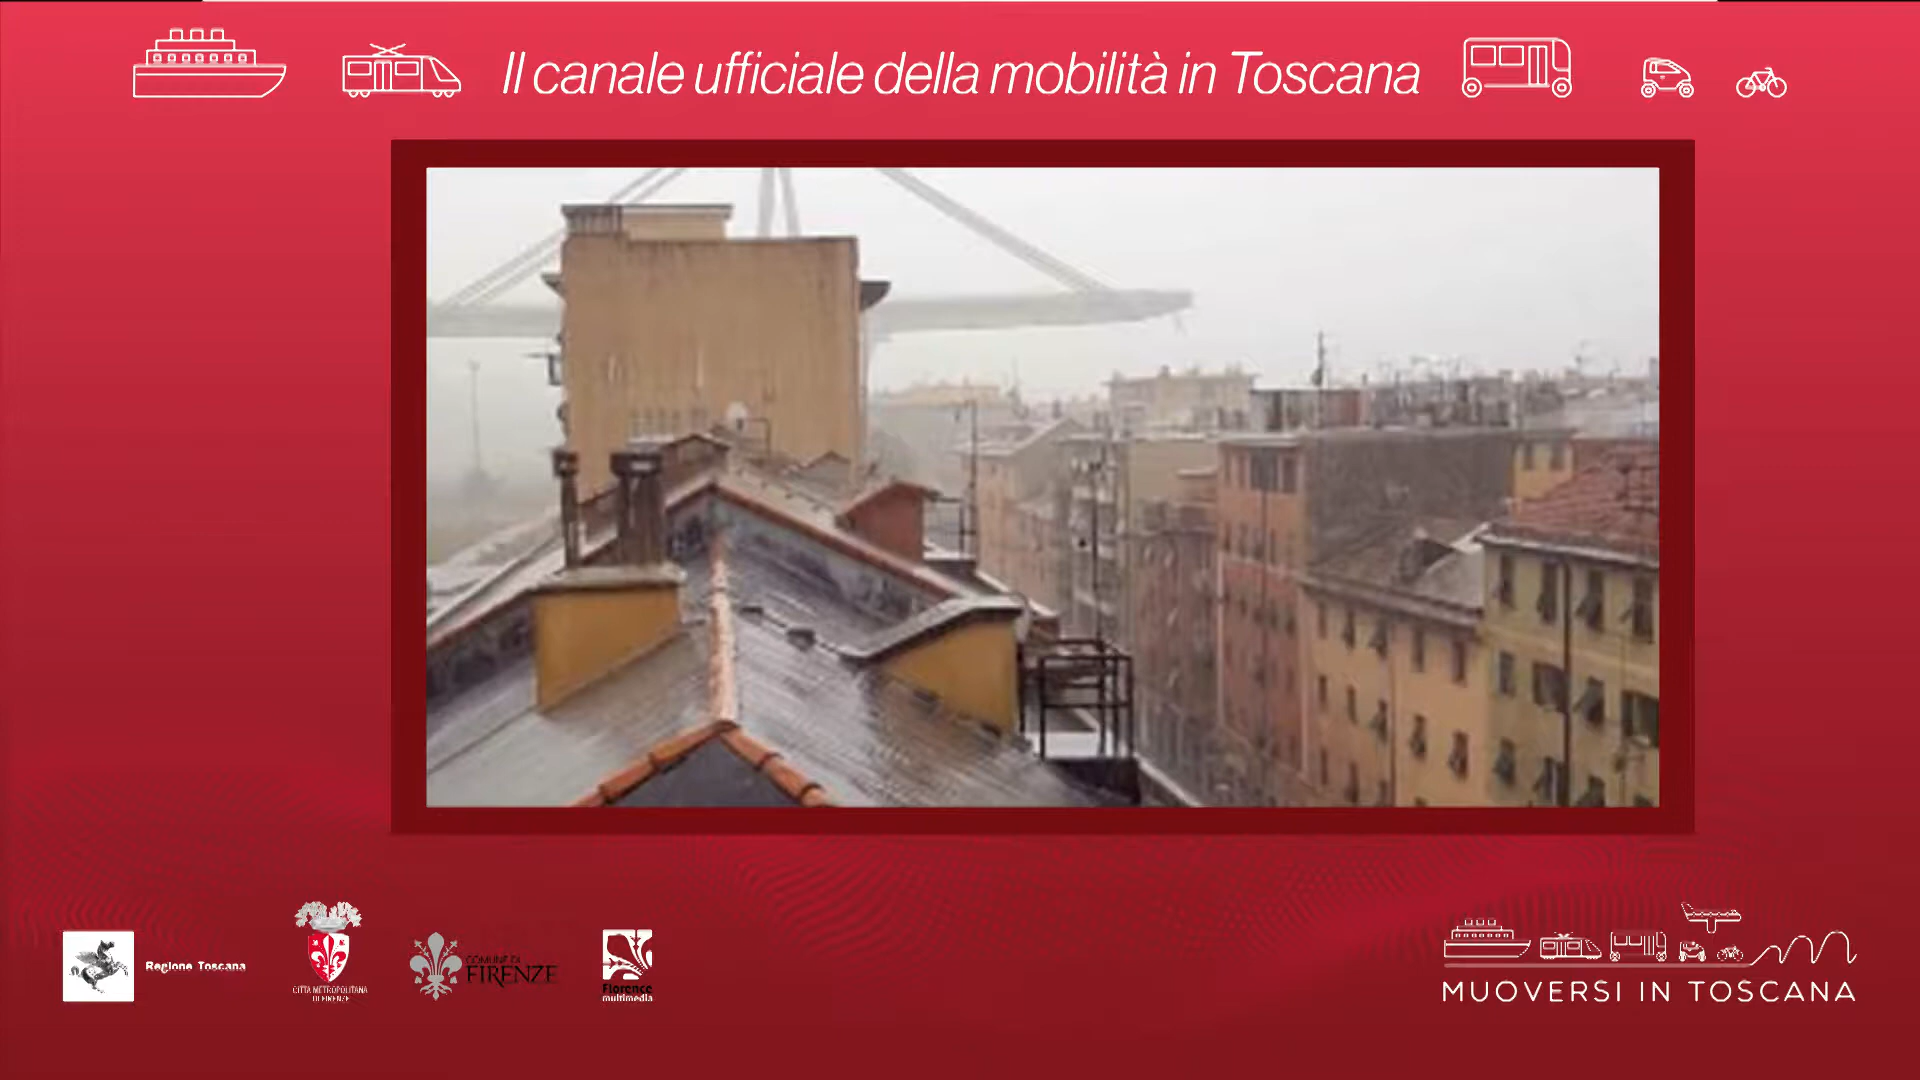 Il canale ufficiale della mobilità in Toscana
Regione Toscana
CITTÀ METROPOLITANA
DI FIRENZE
COMUNE DI
FIRENZE
Florence
multimedia
MUOVERSI IN TOSCANA